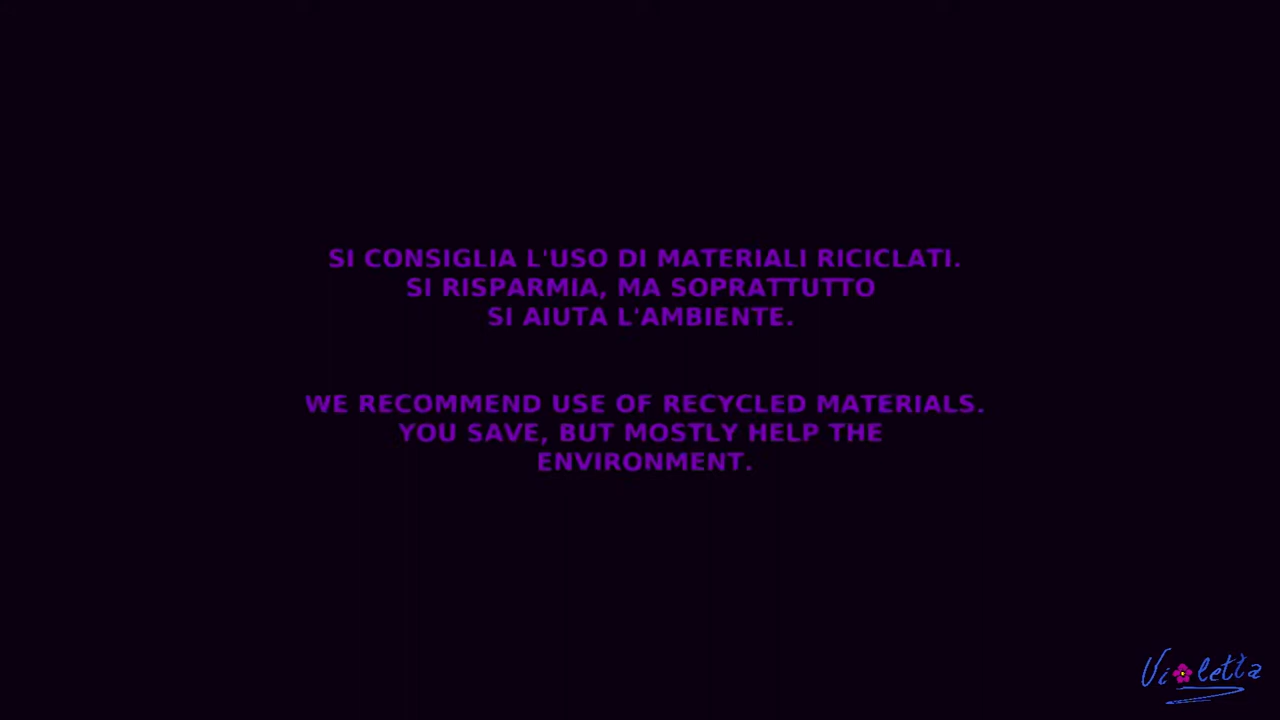 SI CONSIGLIA L'USO DI MATERIALI RICICLATI.
SI RISPARMIA, MA SOPRATTUTTO
SI AIUTA L'AMBIENTE.
WE RECOMMEND USE OF RECYCLED MATERIALS.
YOU SAVE, BUT MOSTLY HELP THE
ENVIRONMENT.
Violetta